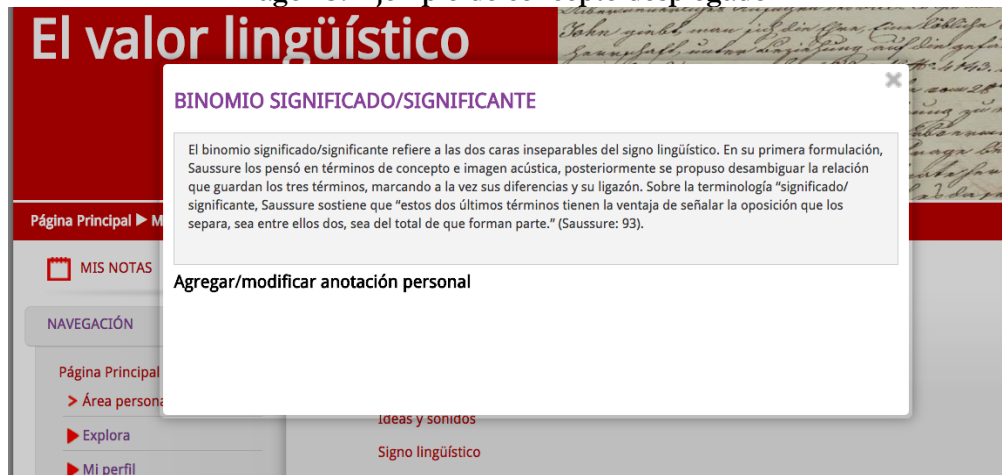 El valor lingüístico
BINOMIO SIGNIFICADO/SIGNIFICANTE
El binomio significado/significante refiere a las dos caras inseparables del signo lingüístico. En su primera formulación,
Saussure los pensó en términos de concepto e imagen acústica, posteriormente se propuso desambiguar la relación
que guardan los tres términos, marcando a la vez sus diferencias y su ligazón. Sobre la terminología “significado/
significante, Saussure sostiene que “estos dos últimos términos tienen la ventaja de señalar la oposición que los
separa, sea entre ellos dos, sea del total de que forman parte.” (Saussure: 93).
Agregar/modificar anotación personal
Página Principal ▶ M
MIS NOTAS
NAVEGACIÓN
Página Principal
> Área persona
▶ Explora
▶ Mi perfil
Ideas y sonidos
Signo lingüístico